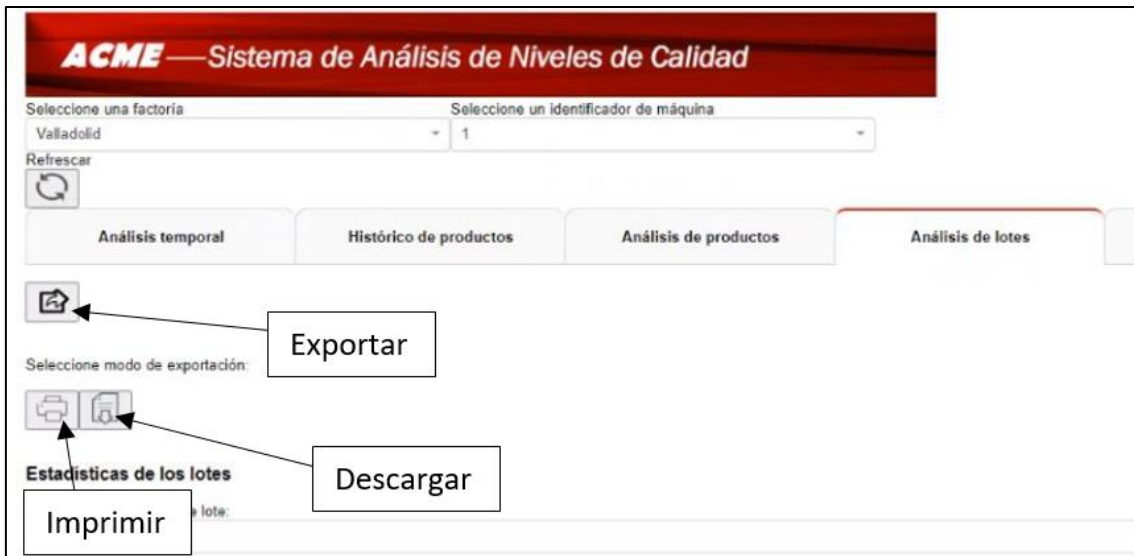 ACME—Sistema de Análisis de Niveles de Calidad
Seleccione una factoría
Seleccione un identificador de máquina
Valladolid
1
Refrescar
Análisis temporal
Histórico de productos
Análisis de productos
Análisis de lotes
Exportar
Seleccione modo de exportación:
Descargar
Estadísticas de los lotes
Imprimir
lote: